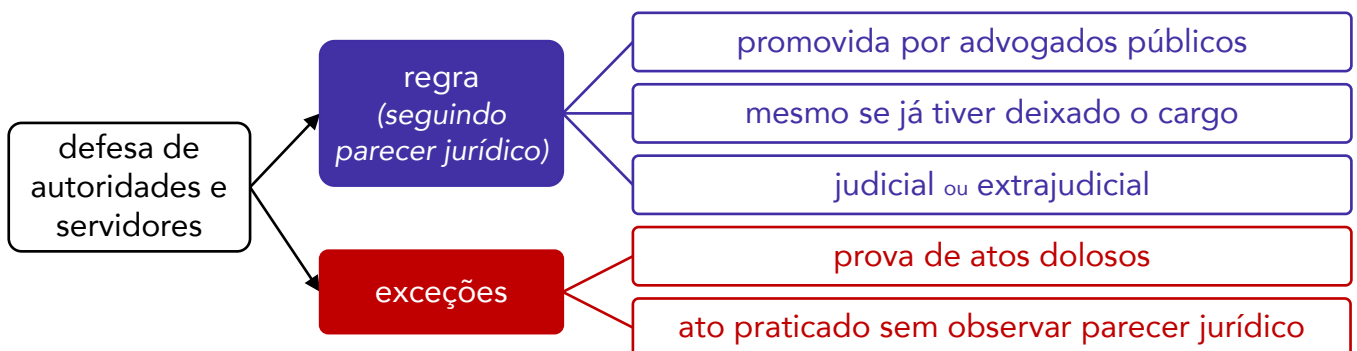 defesa de
autoridades e
servidores
regra
(seguindo
parecer jurídico)
promovida por advogados públicos
mesmo se já tiver deixado o cargo
judicial ou extrajudicial
exceções
prova de atos dolosos
ato praticado sem observar parecer jurídico